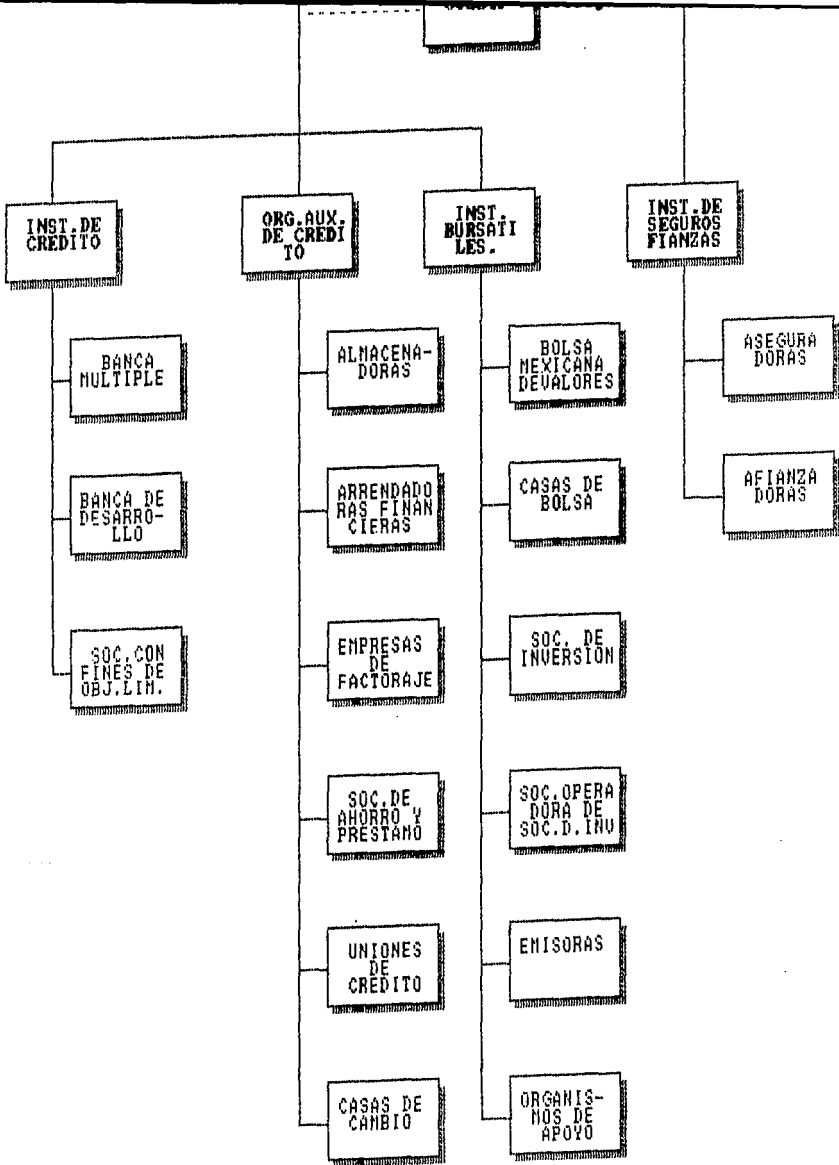 INST.DE
CREDITO
ORG.AUX.
DE CREDI
TO
INST.
BURSATI
LES.
INST.DE
SEGUROS
FIANZAS
BANCA
MULTIPLE
BANCA DE
DESARRO-
LLO
SOC.CON
FINES DE
OBJ.LIM.
ALMACENA-
DORAS
ARRENDADO
RAS FINAN
CIERAS
EMPRESAS
DE
FACTORAJE
SOC.DE
AHORRO Y
PRESTAMO
UNIONES
DE
CREDITO
CASAS DE
CAMBIO
BOLSA
MEXICANA
DEVALORES
CASAS DE
BOLSA
SOC. DE
INVERSION
SOC.OPERA
DORA DE
SOC.D.INV
EMISORAS
ORGANIS-
MOS DE
APOYO
ASEGURA
DORAS
AFIANZA
DORAS